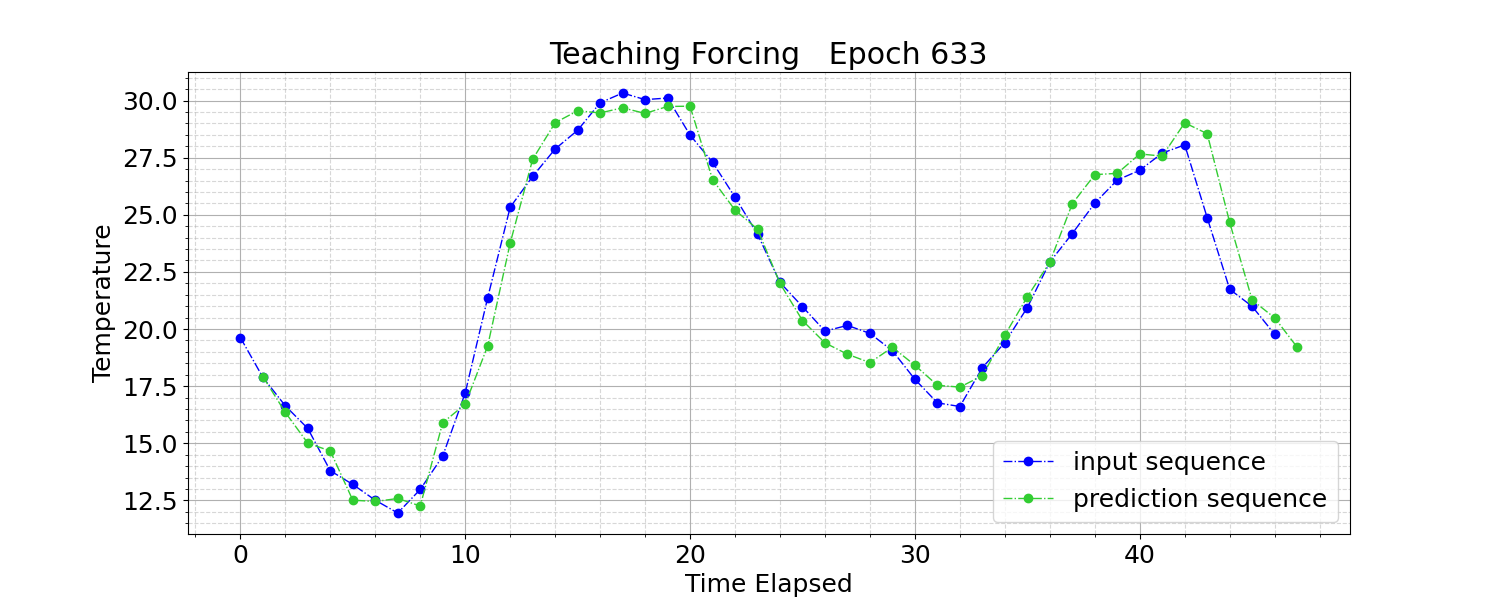 Teaching Forcing   Epoch 633
30.0
27.5
25.0
22.5
20.0
17.5
15.0
12.5
Temperature
input sequence
prediction sequence
0 10 20 30 40
Time Elapsed